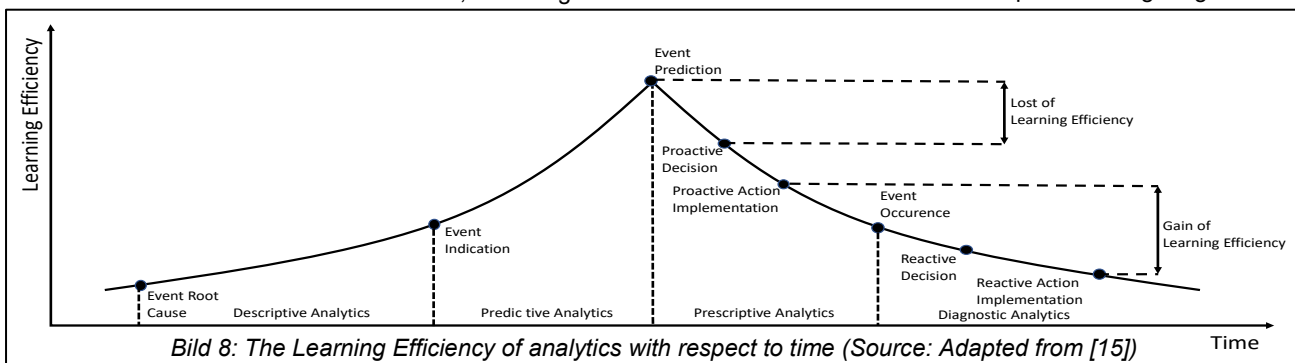 Learning Efficiency
Event
Prediction
Lost of
Learning Efficiency
Proactive
Decision
Proactive Action
Implementation
Event
Occurence
Gain of
Learning Efficiency
Event
Indication
Reactive
Decision
Reactive Action
Implementation
Event Root
Cause
Descriptive Analytics
Predic tive Analytics
Prescriptive Analytics
Diagnostic Analytics
Time
Bild 8: The Learning Efficiency of analytics with respect to time (Source: Adapted from [15])